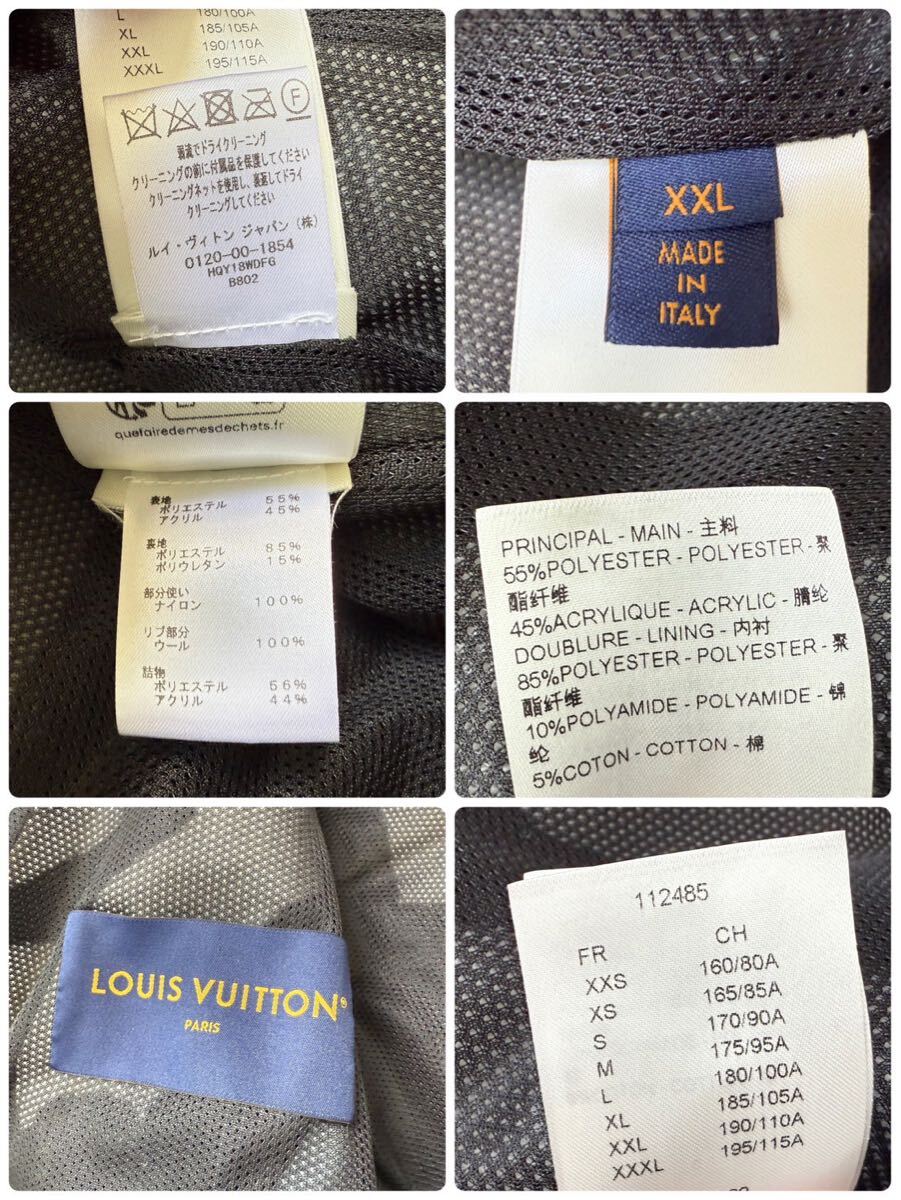 L 180/100A
XL 185/105A
XXL 190/110A
XXXL 195/115A
F
弱温でドライクリーニング
クリーニングの前に付属品を保護してください
クリーニングネットを使用し、裏返してドライ
クリーニングしてください
ルイ・ヴィトン ジャパン(株)
0120-00-1854
HQY18WDFG
B802
XXL
MADE
IN
ITALY
quefairedemesdechets.fr
表地
ポリエステル 55%
アクリル 45%
裏地
ポリエステル 85%
ポリウレタン 15%
部分使い
ナイロン 100%
リブ部分
ウール 100%
詰物
ポリエステル 56%
アクリル 44%
PRINCIPAL - MAIN - 主料
55%POLYESTER - POLYESTER - 聚
酯纤维
45%ACRYLIQUE - ACRYLIC - 腈纶
DOUBLURE - LINING - 内衬
85%POLYESTER - POLYESTER - 聚
酯纤维
10%POLYAMIDE - POLYAMIDE - 锦
纶
5%COTON - COTTON - 棉
LOUIS VUITTON®
PARIS
112485
FR CH
XXS 160/80A
XS 165/85A
S 170/90A
M 175/95A
L 180/100A
XL 185/105A
XXL 190/110A
XXXL 195/115A